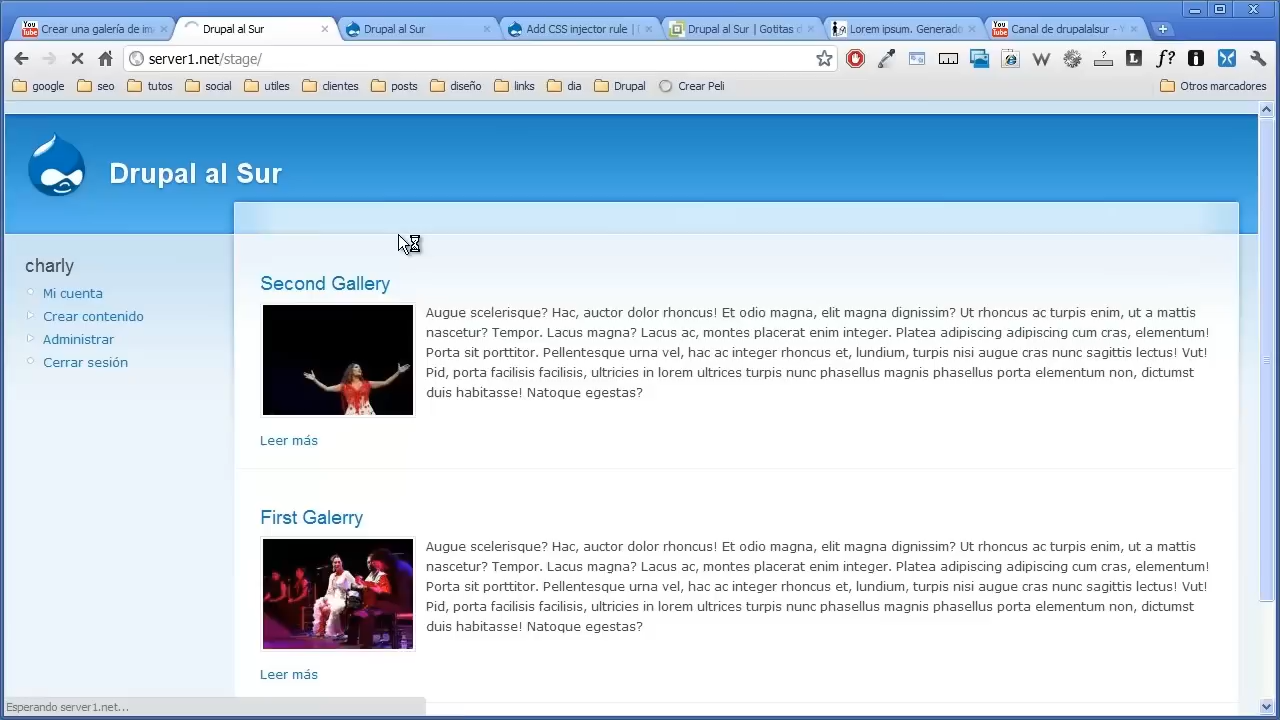 Crear una galería de im
Drupal al Sur
Drupal al Sur
Add CSS injector rule |
Drupal al Sur | Gotitas d
Lorem ipsum. Generado
Canal de drupalalsur - Y
server1.net/stage/
google
seo
tutos
social
utiles
clientes
posts
diseño
links
dia
Drupal
Crear Peli
Otros marcadores
Drupal al Sur
charly
Mi cuenta
Crear contenido
Administrar
Cerrar sesión
Second Gallery
Augue scelerisque? Hac, auctor dolor rhoncus! Et odio magna, elit magna dignissim? Ut rhoncus ac turpis enim, ut a mattis
nascetur? Tempor. Lacus magna? Lacus ac, montes placerat enim integer. Platea adipiscing adipiscing cum cras, elementum!
Porta sit porttitor. Pellentesque urna vel, hac ac integer rhoncus et, lundium, turpis nisi augue cras nunc sagittis lectus! Vut!
Pid, porta facilisis facilisis, ultricies in lorem ultrices turpis nunc phasellus magnis phasellus porta elementum non, dictumst
duis habitasse! Natoque egestas?
Leer más
First Galerry
Augue scelerisque? Hac, auctor dolor rhoncus! Et odio magna, elit magna dignissim? Ut rhoncus ac turpis enim, ut a mattis
nascetur? Tempor. Lacus magna? Lacus ac, montes placerat enim integer. Platea adipiscing adipiscing cum cras, elementum!
Porta sit porttitor. Pellentesque urna vel, hac ac integer rhoncus et, lundium, turpis nisi augue cras nunc sagittis lectus! Vut!
Pid, porta facilisis facilisis, ultricies in lorem ultrices turpis nunc phasellus magnis phasellus porta elementum non, dictumst
duis habitasse! Natoque egestas?
Leer más
Esperando server1.net...